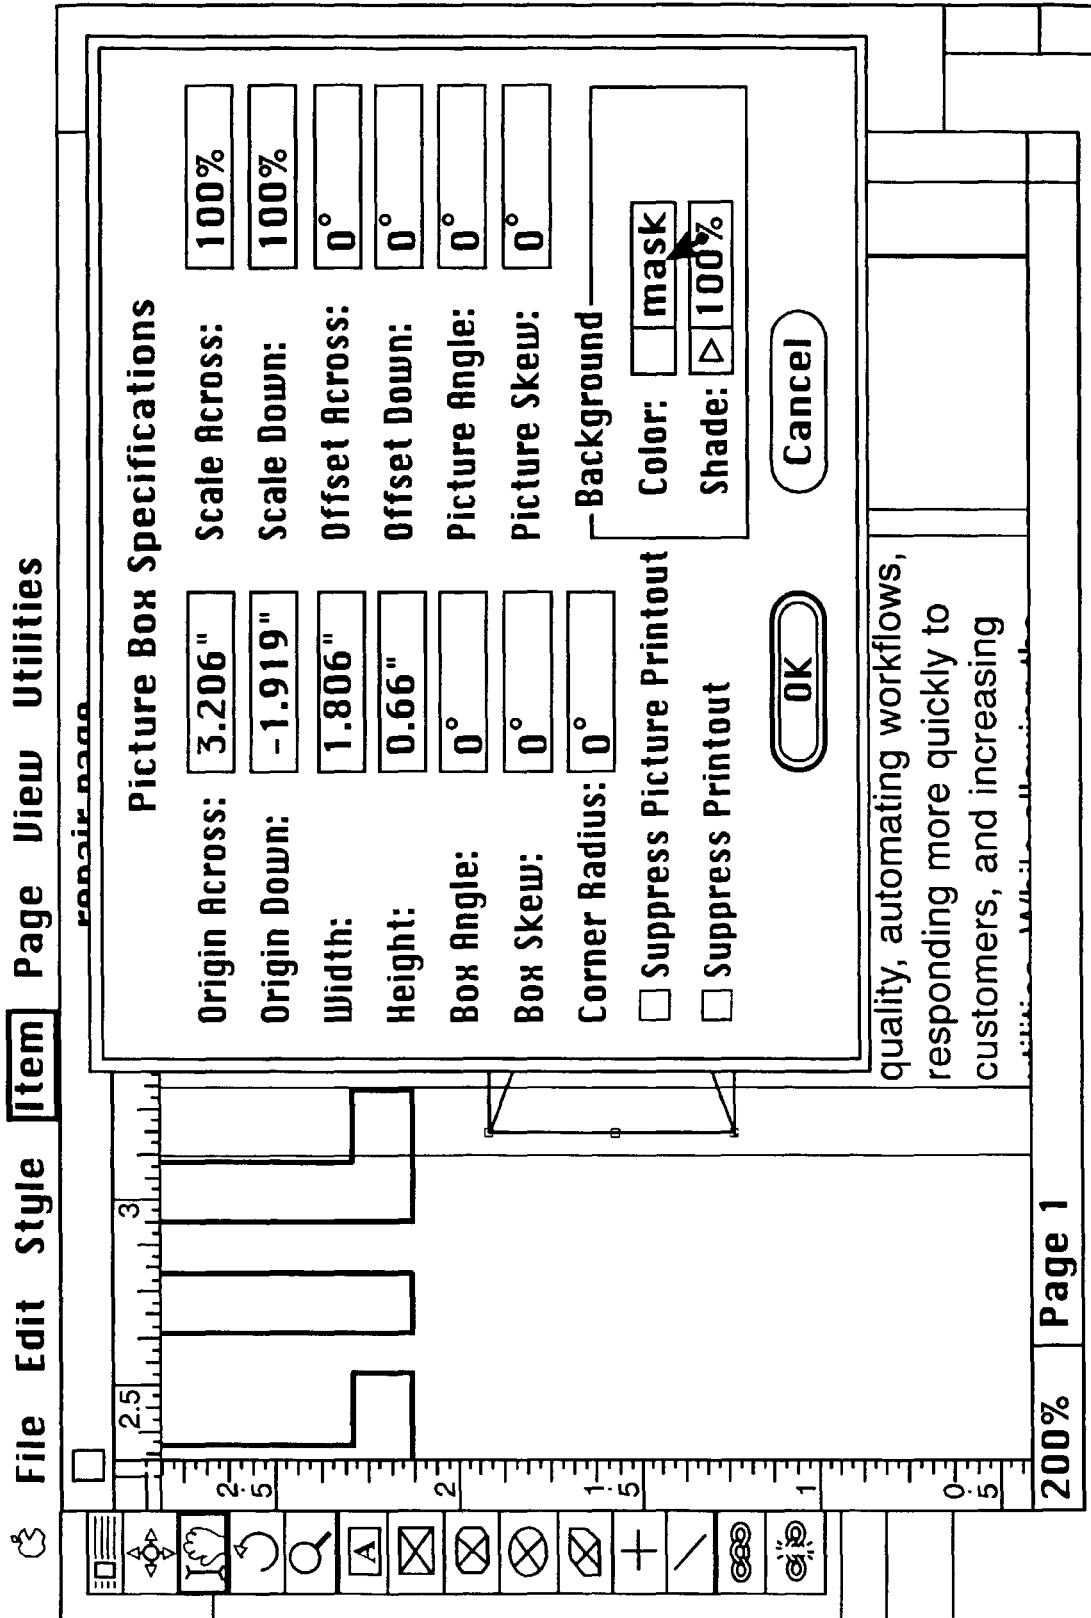 File Edit Style Item Page View Utilities
repair page
2.5 3
Picture Box Specifications
Origin Across: 3.206"
Origin Down: -1.919"
Width: 1.806"
Height: 0.66"
Box Angle: 0°
Box Skew: 0°
Corner Radius: 0°
Suppress Picture Printout
Suppress Printout
Scale Across: 100%
Scale Down: 100%
Offset Across: 0°
Offset Down: 0°
Picture Angle: 0°
Picture Skew: 0°
Background
Color: mask
Shade: 100%
OK
Cancel
A
2.5
2
1.5
1
0.5
quality, automating workflows,
responding more quickly to
customers, and increasing
200% Page 1